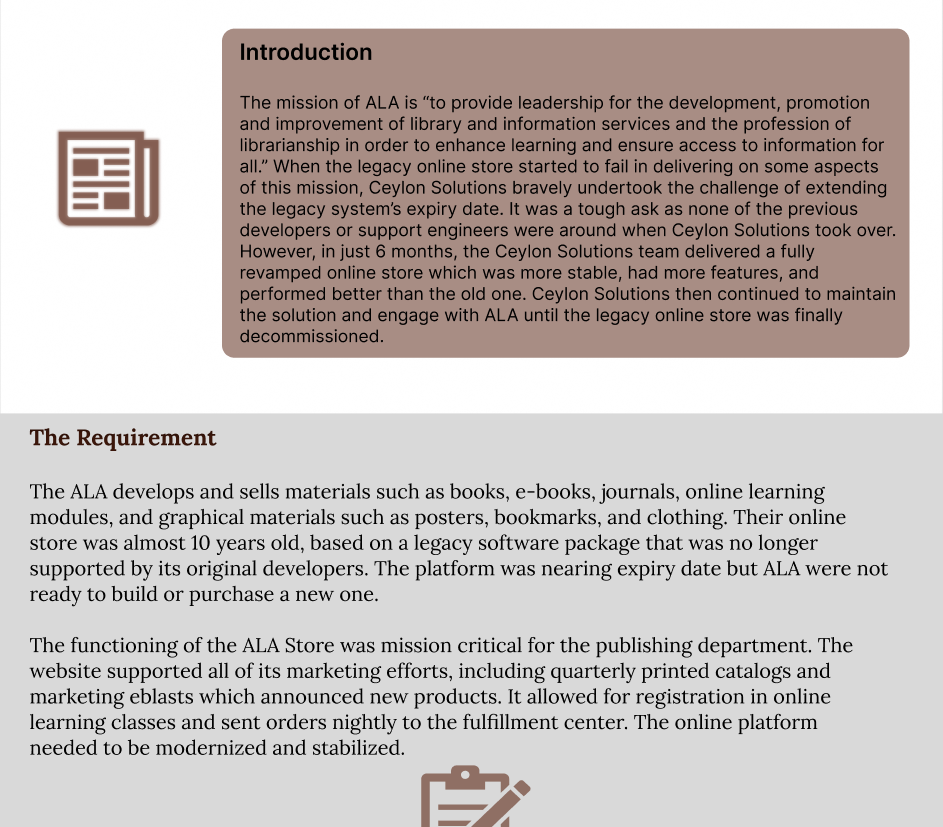 Introduction
The mission of ALA is “to provide leadership for the development, promotion
and improvement of library and information services and the profession of
librarianship in order to enhance learning and ensure access to information for
all.” When the legacy online store started to fail in delivering on some aspects
of this mission, Ceylon Solutions bravely undertook the challenge of extending
the legacy system’s expiry date. It was a tough ask as none of the previous
developers or support engineers were around when Ceylon Solutions took over.
However, in just 6 months, the Ceylon Solutions team delivered a fully
revamped online store which was more stable, had more features, and
performed better than the old one. Ceylon Solutions then continued to maintain
the solution and engage with ALA until the legacy online store was finally
decommissioned.
The Requirement
The ALA develops and sells materials such as books, e-books, journals, online learning
modules, and graphical materials such as posters, bookmarks, and clothing. Their online
store was almost 10 years old, based on a legacy software package that was no longer
supported by its original developers. The platform was nearing expiry date but ALA were not
ready to build or purchase a new one.
The functioning of the ALA Store was mission critical for the publishing department. The
website supported all of its marketing efforts, including quarterly printed catalogs and
marketing eblasts which announced new products. It allowed for registration in online
learning classes and sent orders nightly to the fulfillment center. The online platform
needed to be modernized and stabilized.